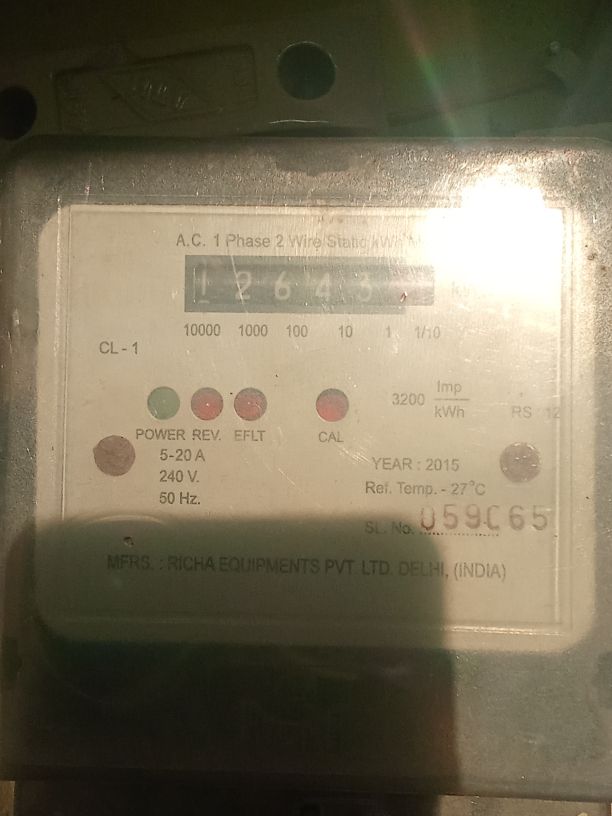 A.C. 1 Phase 2 Wire Static kWh
1 2 6 4 3
10000 1000 100 10 1 1/10
CL - 1
3200 Imp/kWh
RS 12
POWER REV. EFLT CAL
5-20 A
240 V.
50 Hz.
YEAR : 2015
Ref. Temp. - 27°C
SL. No. 059C65
MFRS. : RICHA EQUIPMENTS PVT. LTD. DELHI, (INDIA)